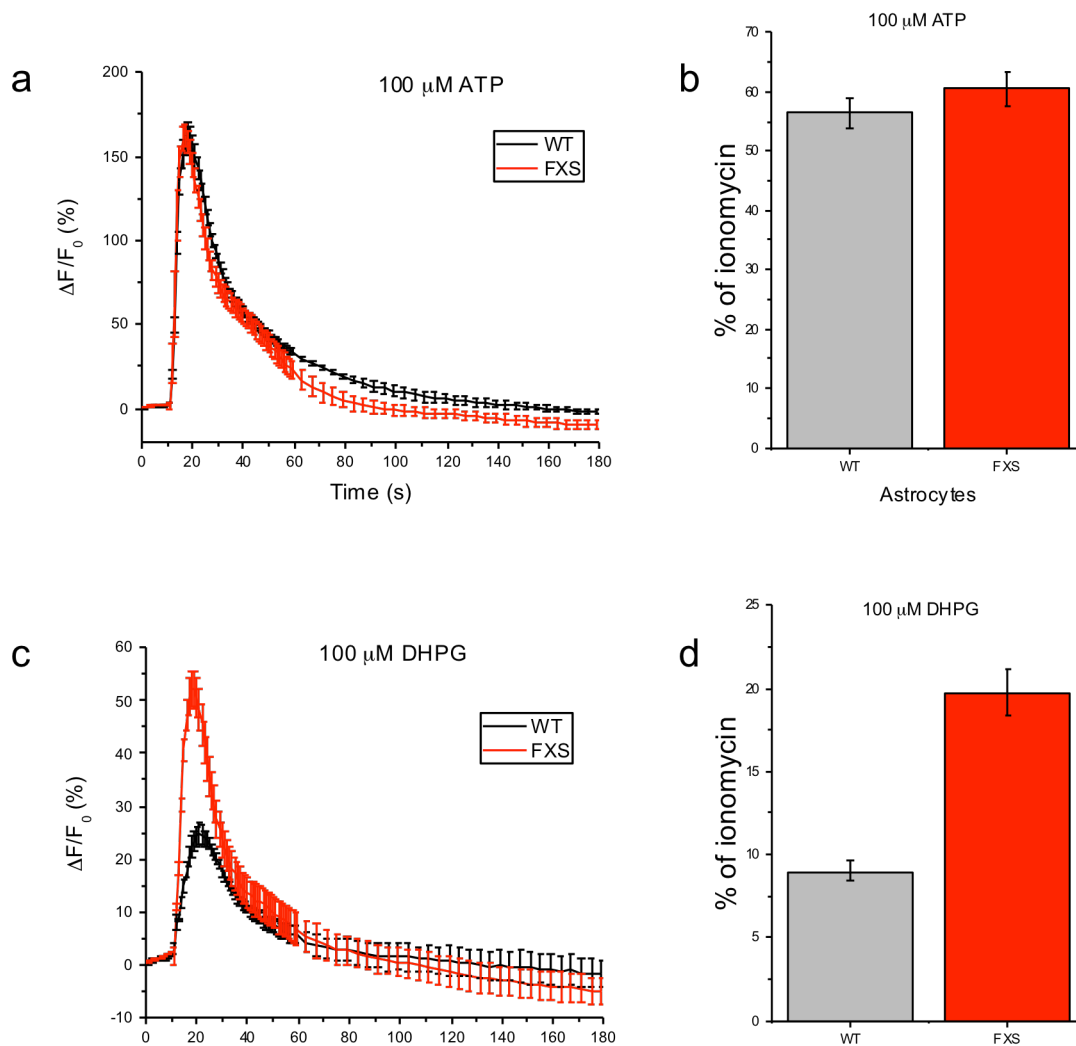 a
100 μM ATP
WT
FXS
ΔF/F0 (%)
200
150
100
50
0
0 20 40 60 80 100 120 140 160 180
Time (s)
b
100 μM ATP
% of ionomycin
70
60
50
40
30
20
10
0
WT FXS
Astrocytes
c
100 μM DHPG
WT
FXS
ΔF/F0 (%)
60
50
40
30
20
10
0
-10
0 20 40 60 80 100 120 140 160 180
d
100 μM DHPG
% of ionomycin
25
20
15
10
5
0
WT FXS